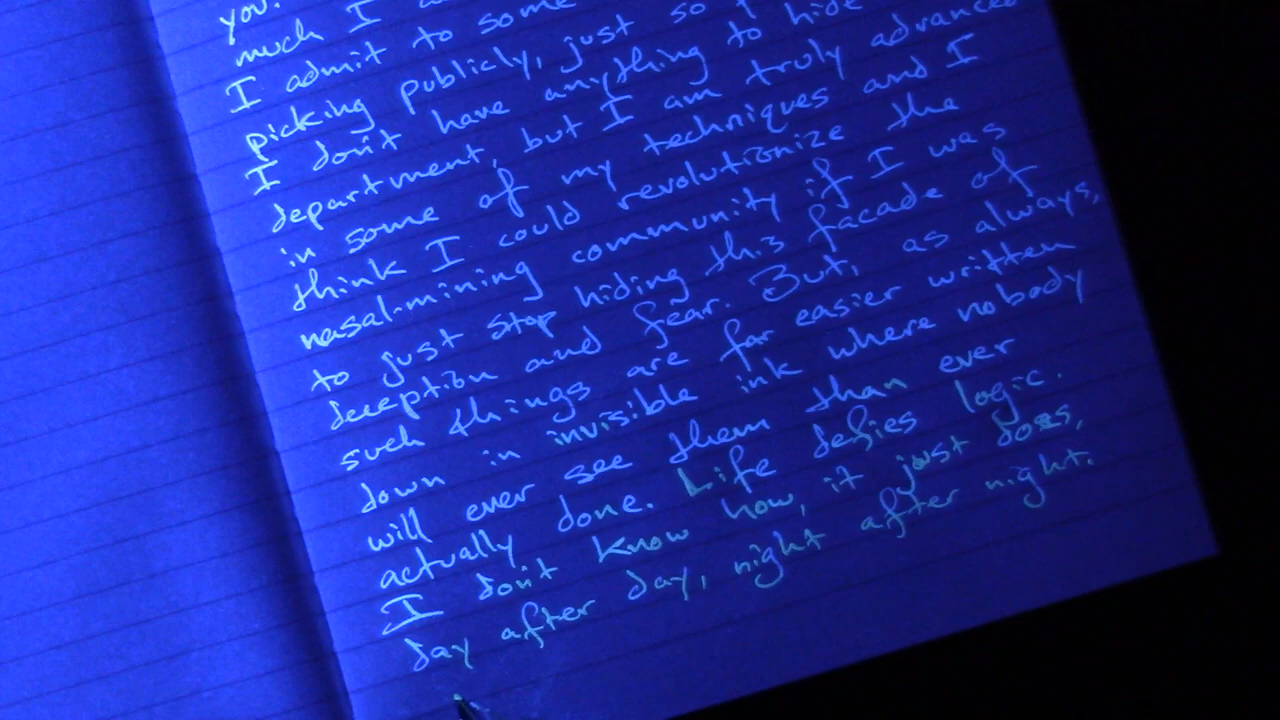 you.
much I
I admit to some
picking publicly, just so I
I don't have anything to hide
department, but I am truly advanced
in some of my techniques and I
think I could revolutionize the
nasal-mining community if I was
to just stop hiding this facade of
deception and fear. But, as always,
such things are far easier written
down in invisible ink where nobody
will ever see them than ever
actually done. Life defies logic.
I don't know how, it just does,
day after day, night after night.